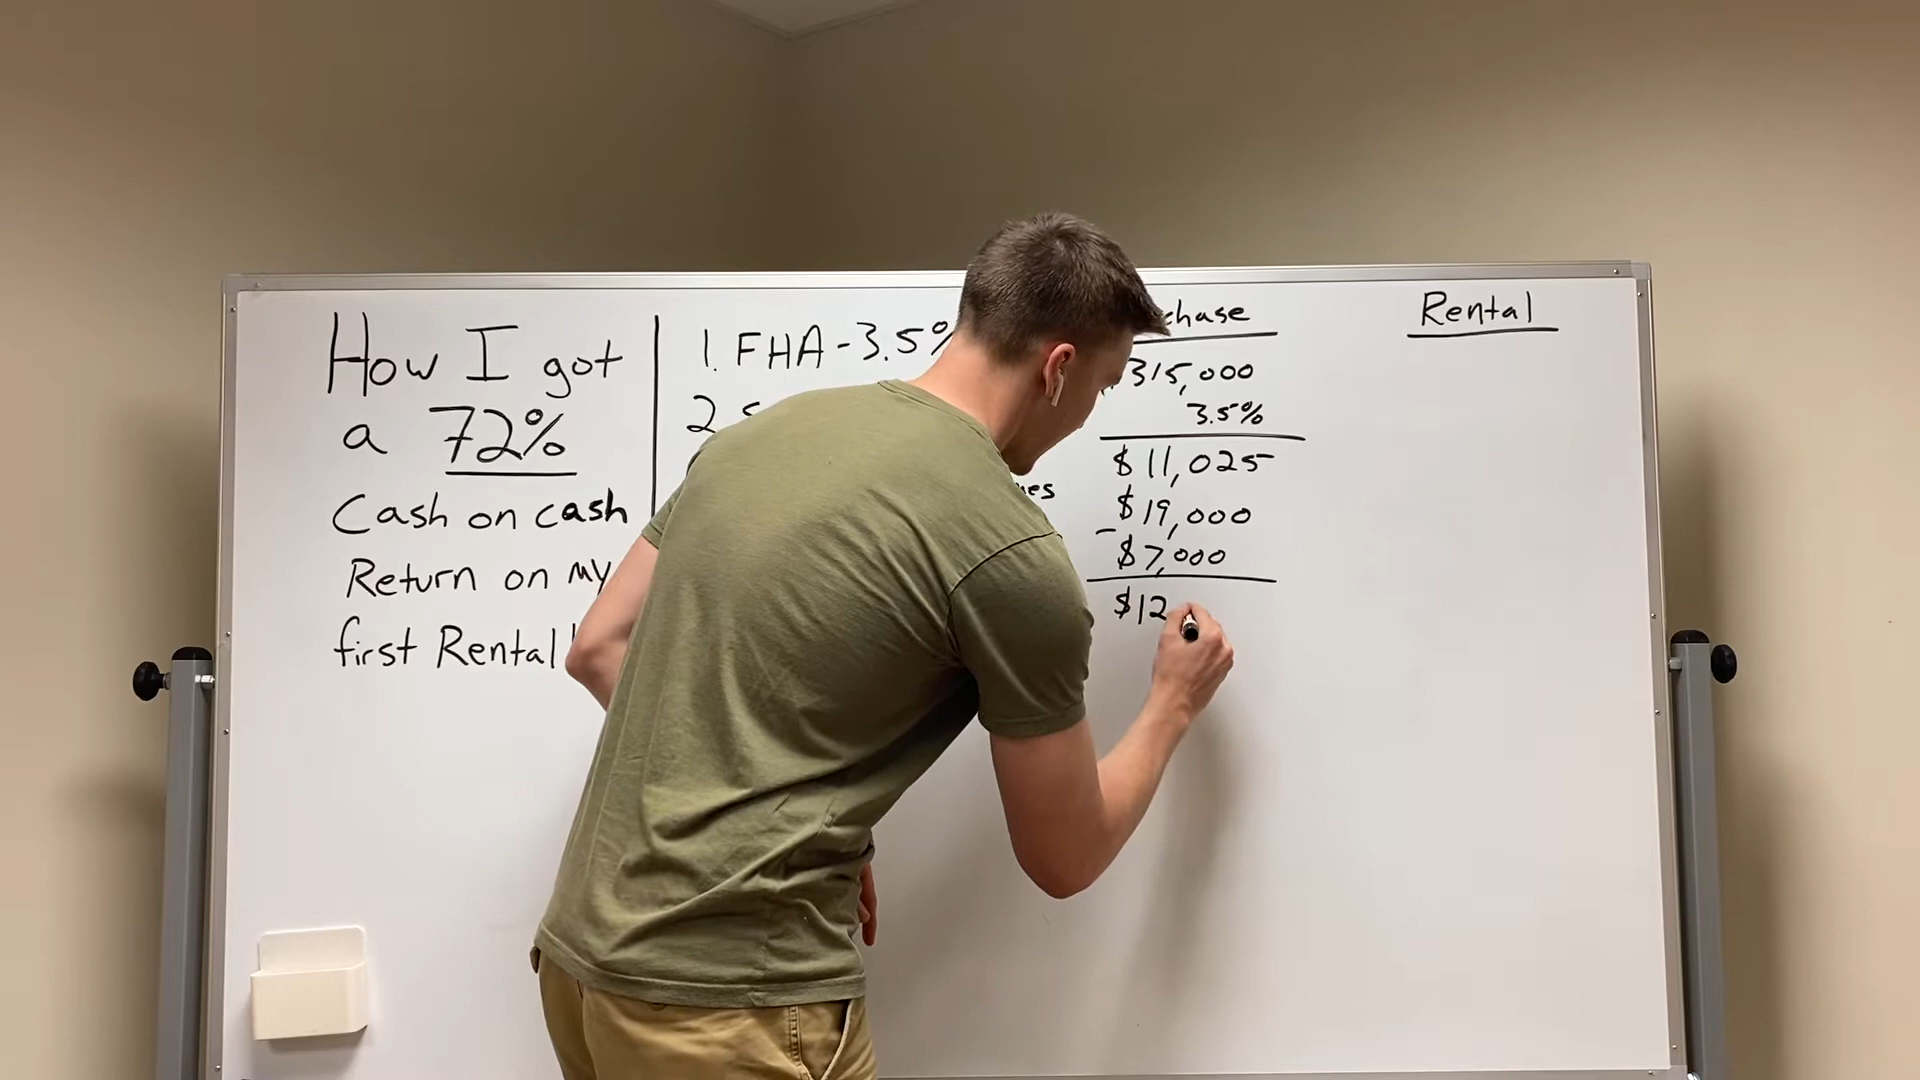 How I got
a 72%
Cash on cash
Return on my
first Rental
1. FHA - 3.5%
2
315,000
3.5%
$ 11,025
$ 19,000
- $ 7,000
$12
Rental